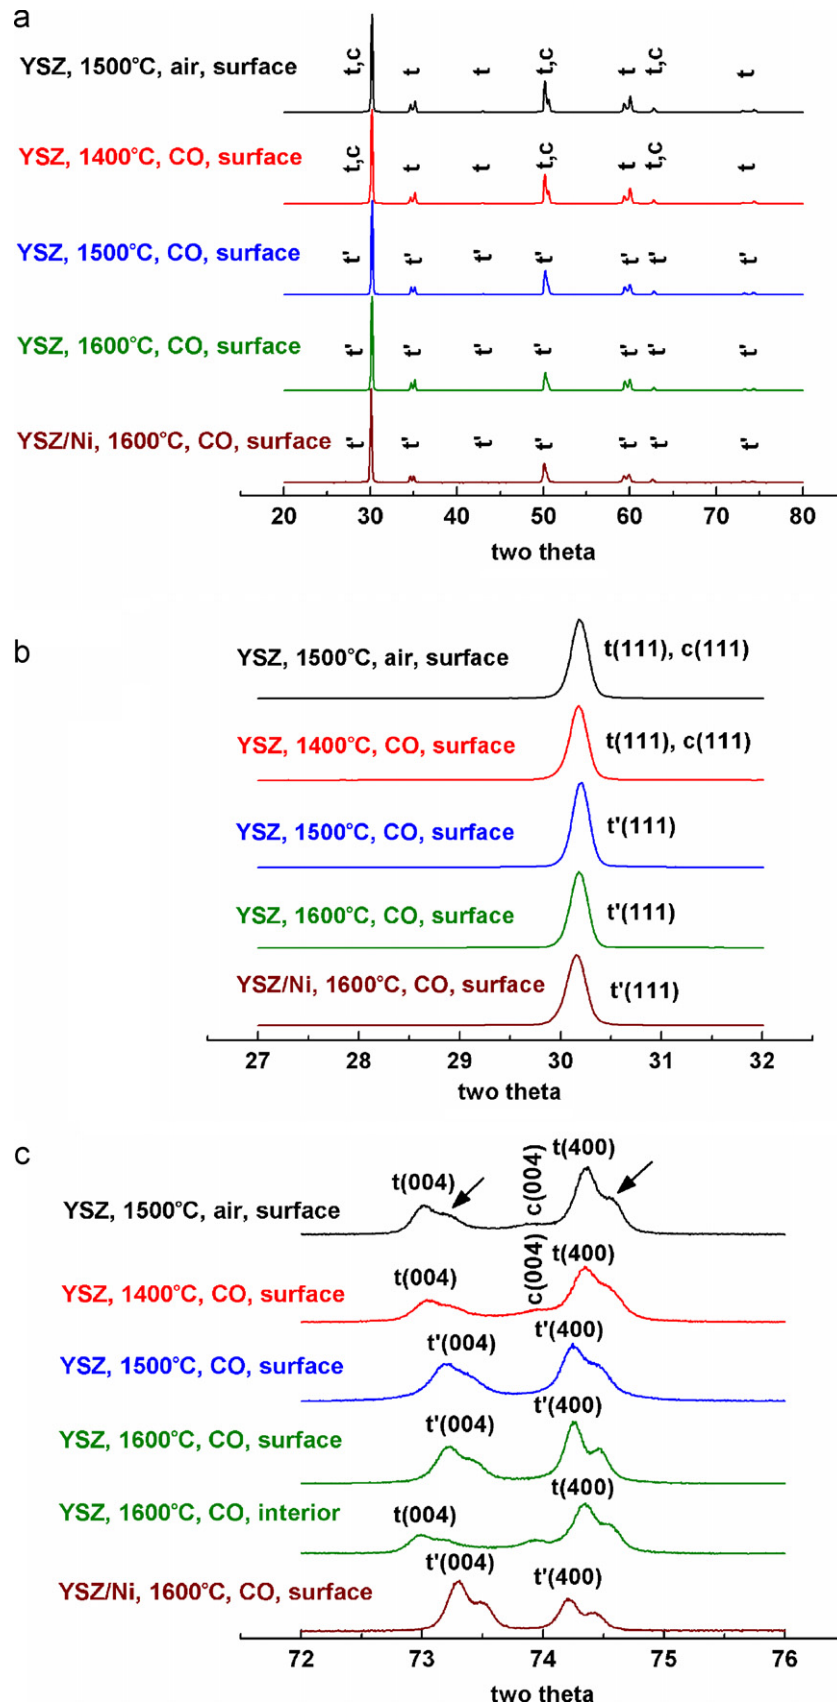 a
YSZ, 1500°C, air, surface
t,c t t t,c t t,c t
YSZ, 1400°C, CO, surface
t,c t t t,c t t,c t
YSZ, 1500°C, CO, surface
t' t' t' t' t' t' t'
YSZ, 1600°C, CO, surface
t' t' t' t' t' t' t'
YSZ/Ni, 1600°C, CO, surface
t' t' t' t' t' t' t'
20 30 40 50 60 70 80
two theta
b
YSZ, 1500°C, air, surface
t(111), c(111)
YSZ, 1400°C, CO, surface
t(111), c(111)
YSZ, 1500°C, CO, surface
t'(111)
YSZ, 1600°C, CO, surface
t'(111)
YSZ/Ni, 1600°C, CO, surface
t'(111)
27 28 29 30 31 32
two theta
c
YSZ, 1500°C, air, surface
t(004) c(004) t(400)
YSZ, 1400°C, CO, surface
t(004) c(004) t(400)
YSZ, 1500°C, CO, surface
t'(004) t'(400)
YSZ, 1600°C, CO, surface
t'(004) t'(400)
YSZ, 1600°C, CO, interior
t(004) t(400)
YSZ/Ni, 1600°C, CO, surface
t'(004) t'(400)
72 73 74 75 76
two theta